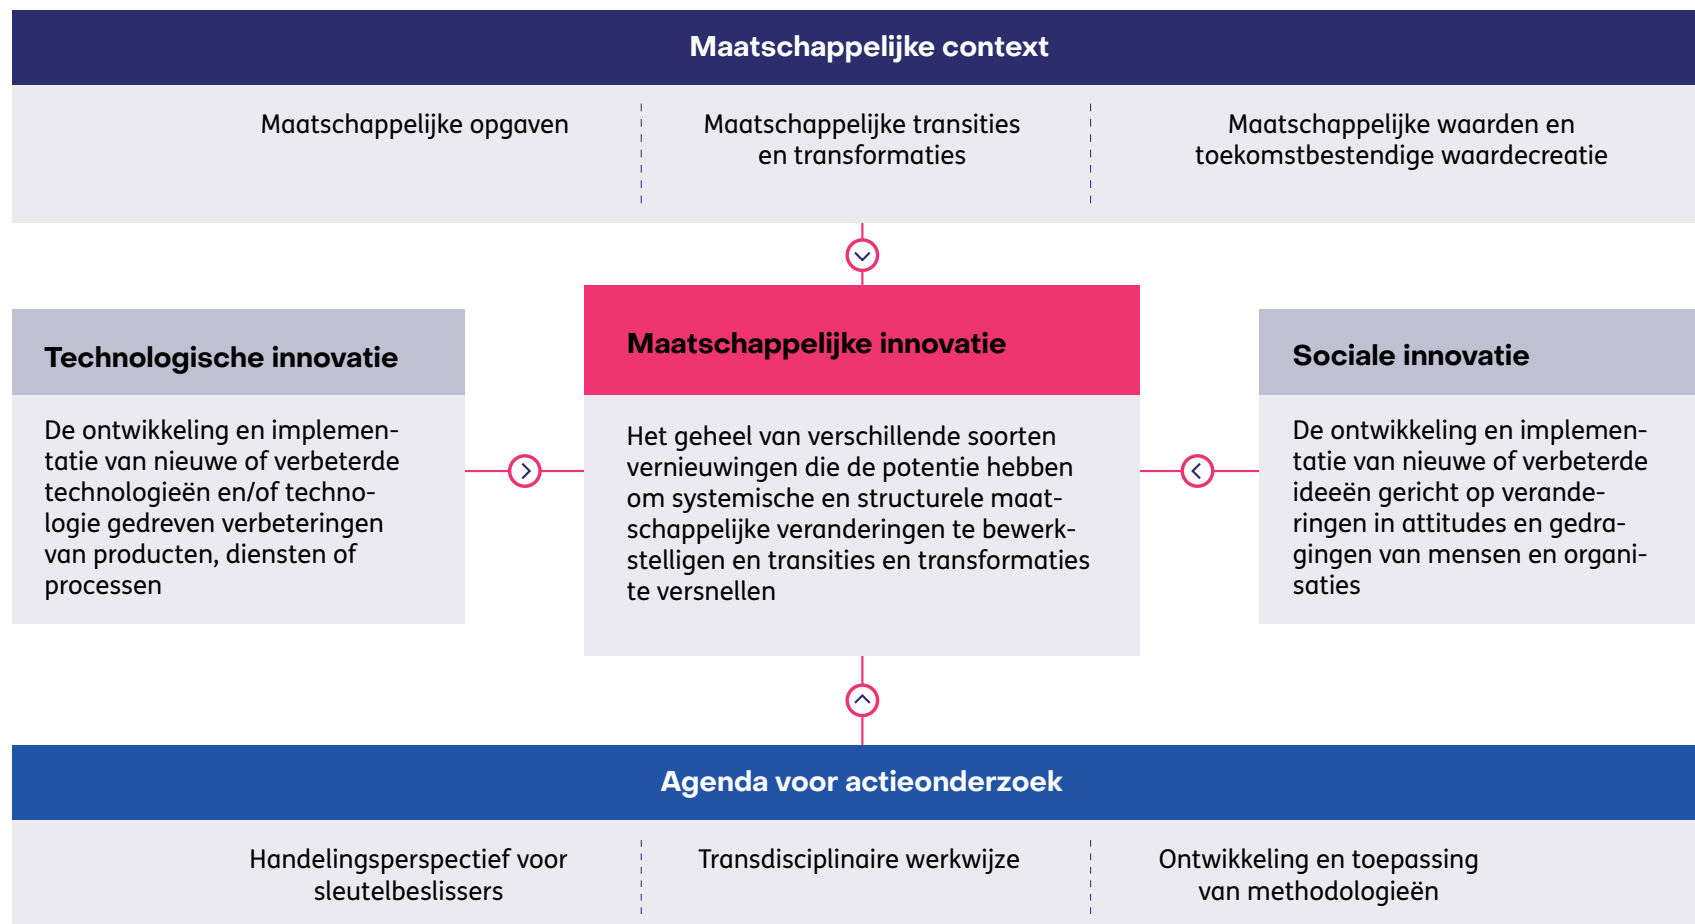 Maatschappelijke context
Maatschappelijke opgaven
Maatschappelijke transities
en transformaties
Maatschappelijke waarden en
toekomstbestendige waardecreatie
Technologische innovatie
De ontwikkeling en implemen-
tatie van nieuwe of verbeterde
technologieën en/of techno-
logie gedreven verbeteringen
van producten, diensten of
processen
Maatschappelijke innovatie
Het geheel van verschillende soorten
vernieuwingen die de potentie hebben
om systemische en structurele maat-
schappelijke veranderingen te bewerk-
stelligen en transities en transformaties
te versnellen
Sociale innovatie
De ontwikkeling en implemen-
tatie van nieuwe of verbeterde
ideeën gericht op verande-
ringen in attitudes en gedra-
gingen van mensen en organi-
saties
Agenda voor actieonderzoek
Handelingsperspectief voor
sleutelbeslissers
Transdisciplinaire werkwijze
Ontwikkeling en toepassing
van methodologieën